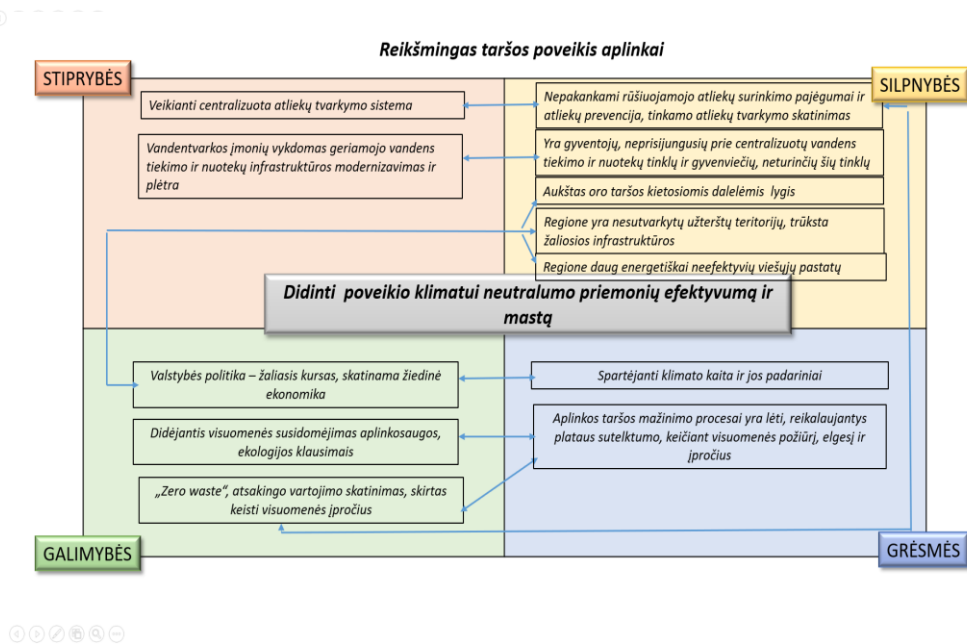 Reikšmingas taršos poveikis aplinkai
STIPRYBĖS
SILPNYBĖS
Veikianti centralizuota atliekų tvarkymo sistema
Vandentvarkos įmonių vykdomas geriamojo vandens
tiekimo ir nuotekų infrastruktūros modernizavimas ir
plėtra
Nepakankami rūšiuojamojo atliekų surinkimo pajėgumai ir
atliekų prevencija, tinkamo atliekų tvarkymo skatinimas
Yra gyventojų, neprisijungusių prie centralizuotų vandens
tiekimo ir nuotekų tinklų ir gyvenviečių, neturinčių šių tinklų
Aukštas oro taršos kietosiomis dalelėmis lygis
Regione yra nesutvarkytų užterštų teritorijų, trūksta
žaliosios infrastruktūros
Regione daug energetiškai neefektyvių viešųjų pastatų
Didinti poveikio klimatui neutralumo priemonių efektyvumą ir
mastą
Valstybės politika – žaliasis kursas, skatinama žiedinė
ekonomika
Didėjantis visuomenės susidomėjimas aplinkosaugos,
ekologijos klausimais
„Zero waste“, atsakingo vartojimo skatinimas, skirtas
keisti visuomenės įpročius
Spartėjanti klimato kaita ir jos padariniai
Aplinkos taršos mažinimo procesai yra lėti, reikalaujantys
plataus sutelktumo, keičiant visuomenės požiūrį, elgesį ir
įpročius
GALIMYBĖS
GRĖSMĖS